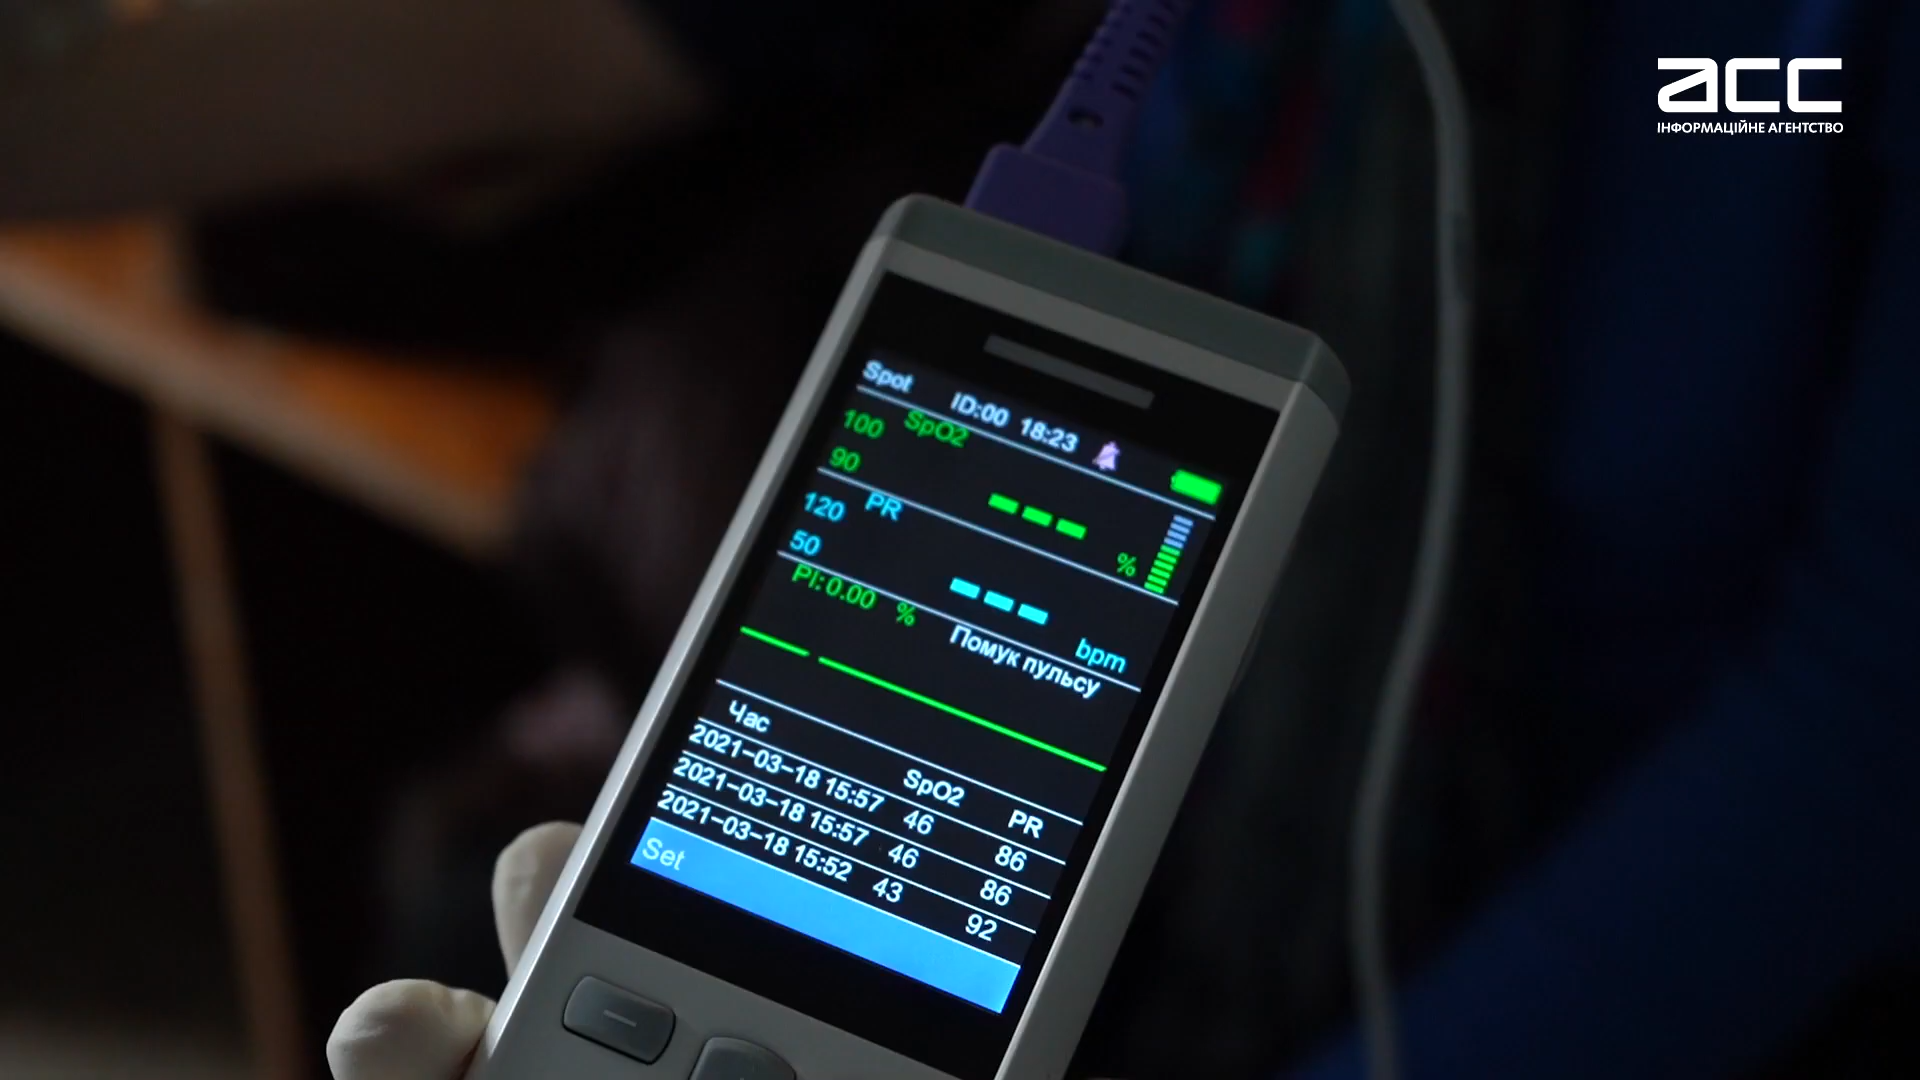 acc
ІНФОРМАЦІЙНЕ АГЕНТСТВО
Spot ID:00 18:23
100 SpO2
90
--- %
120 PR
50
--- bpm
PI: 0.00 %
Помук пульсу
Час SpO2 PR
2021-03-18 15:57 46 86
2021-03-18 15:57 46 86
2021-03-18 15:52 43 92
Set